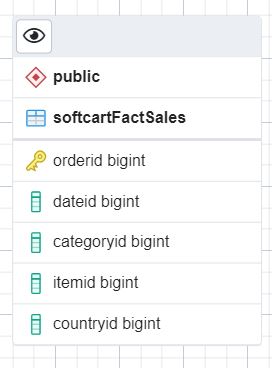 public
softcartFactSales
orderid bigint
dateid bigint
categoryid bigint
itemid bigint
countryid bigint